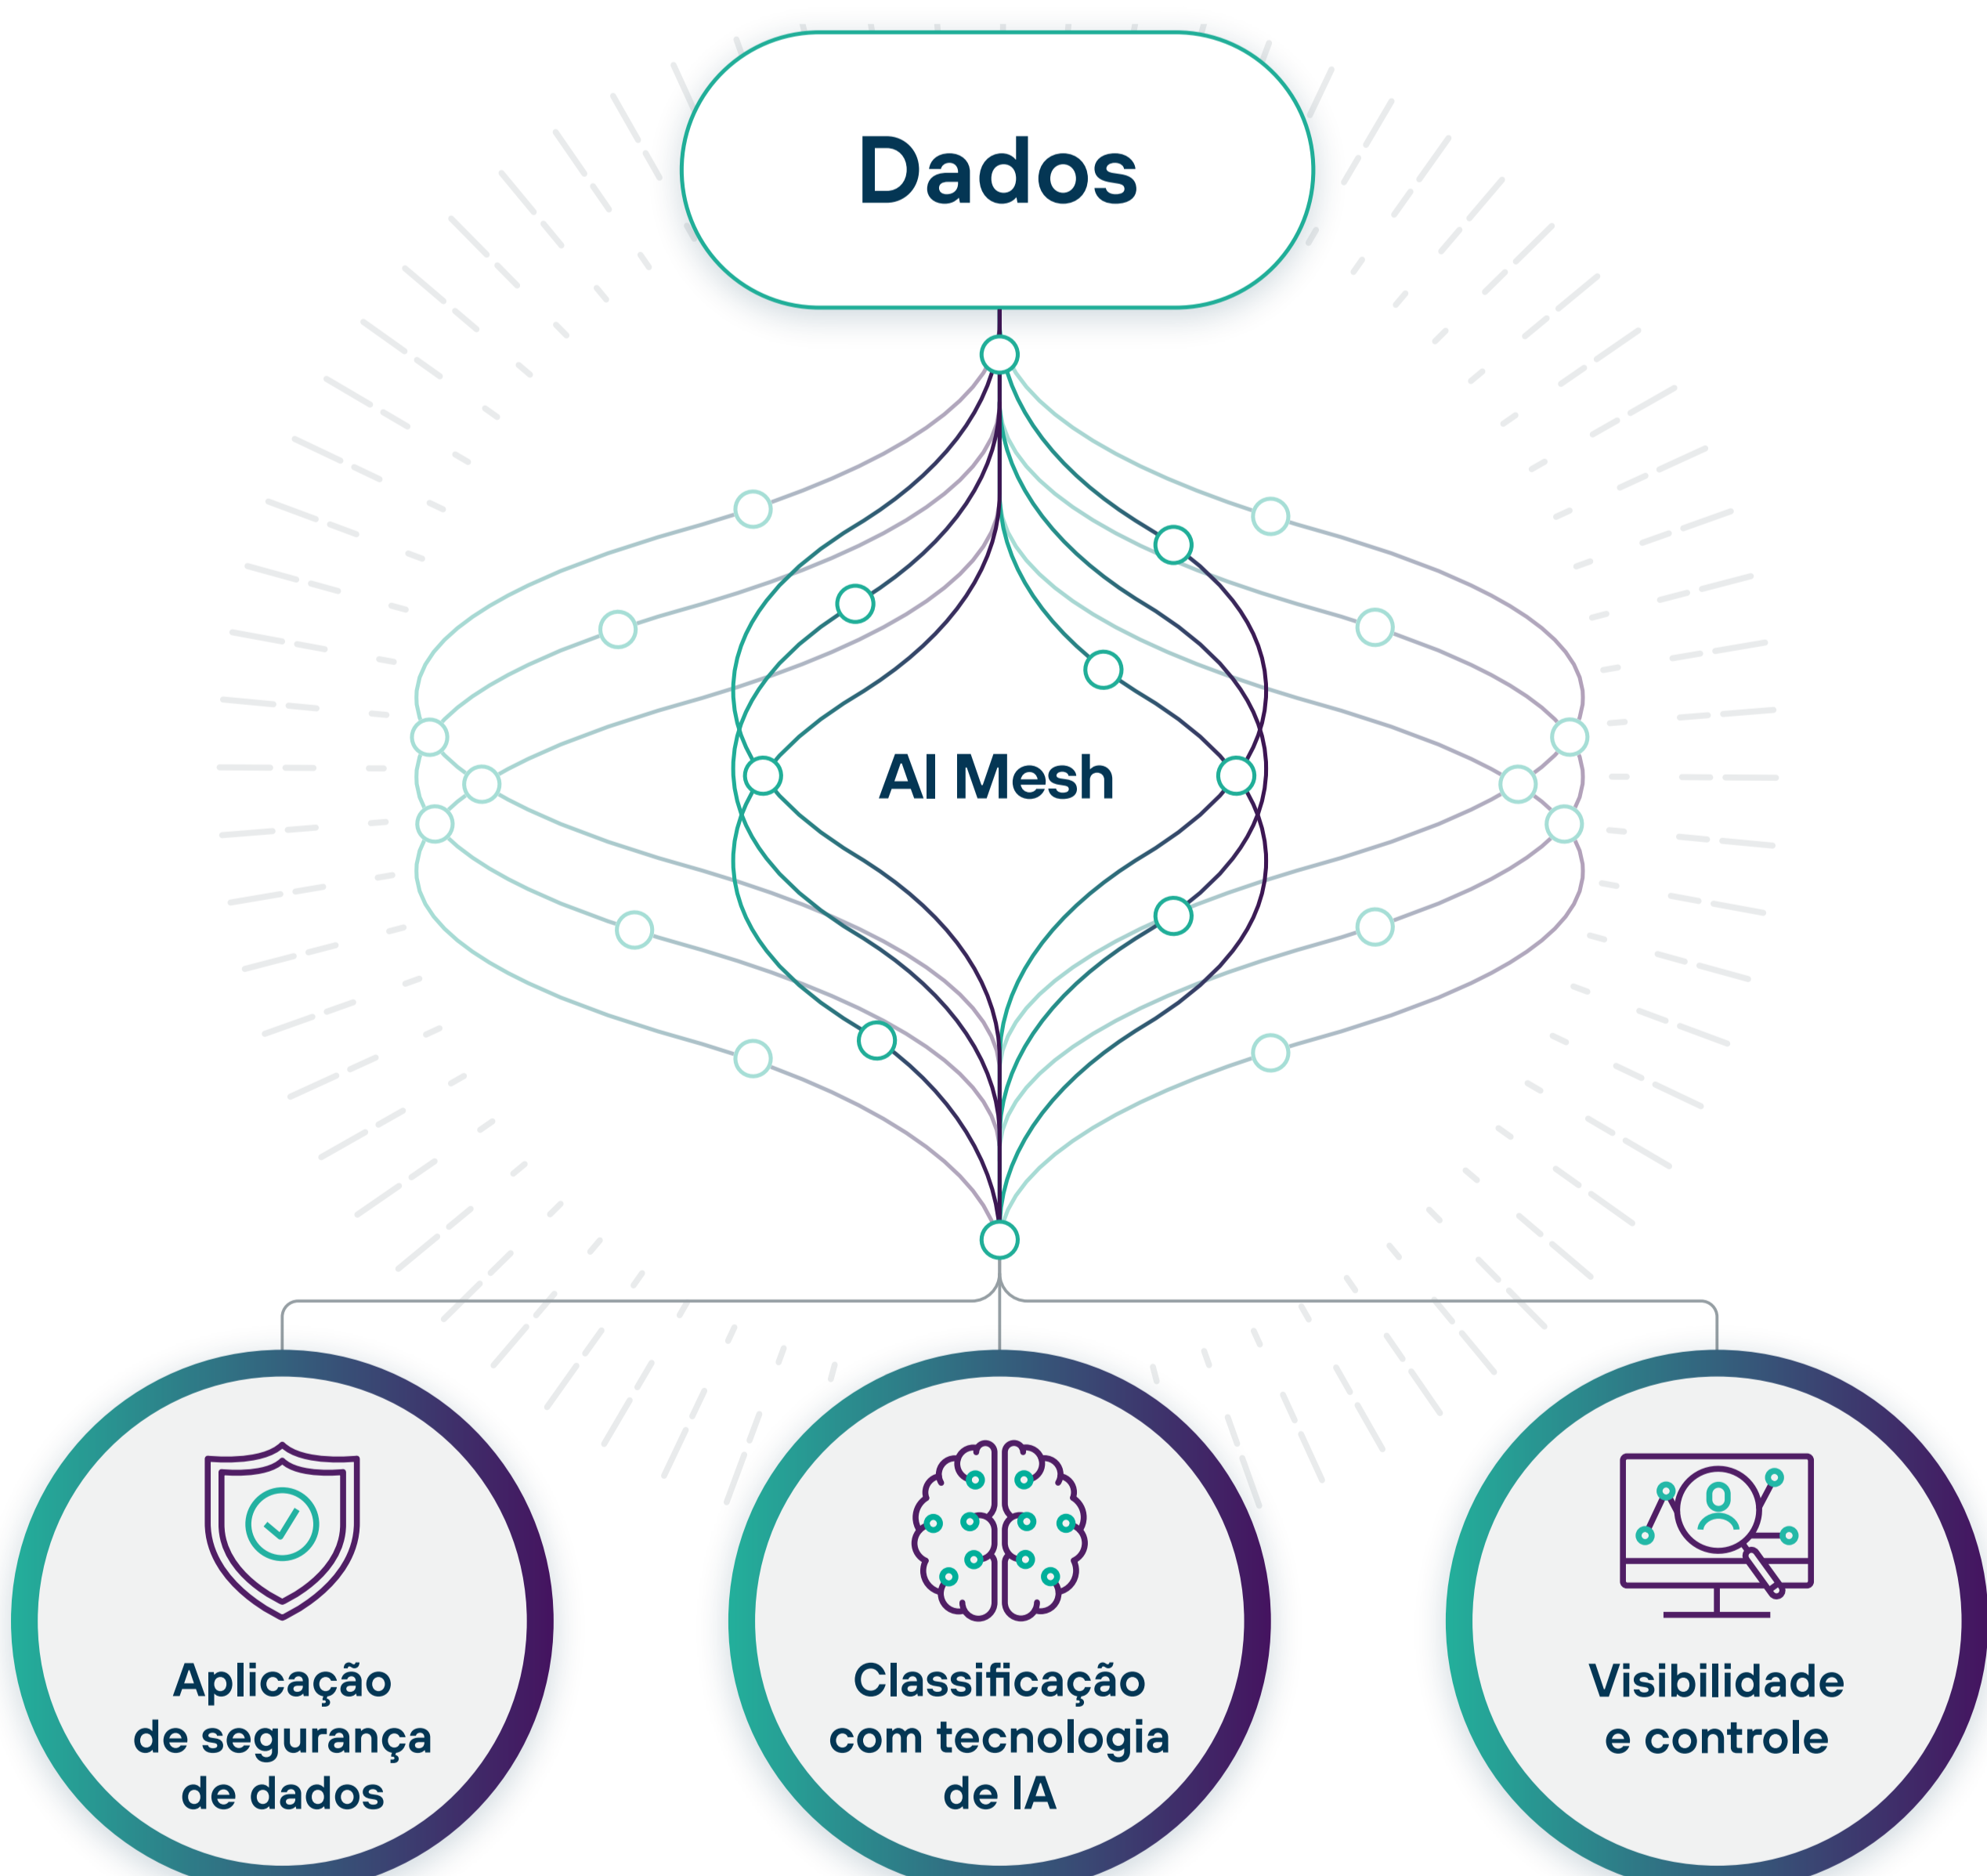 Dados
AI Mesh
Aplicação
de segurança
de dados
Classificação
com tecnologia
de IA
Visibilidade
e controle